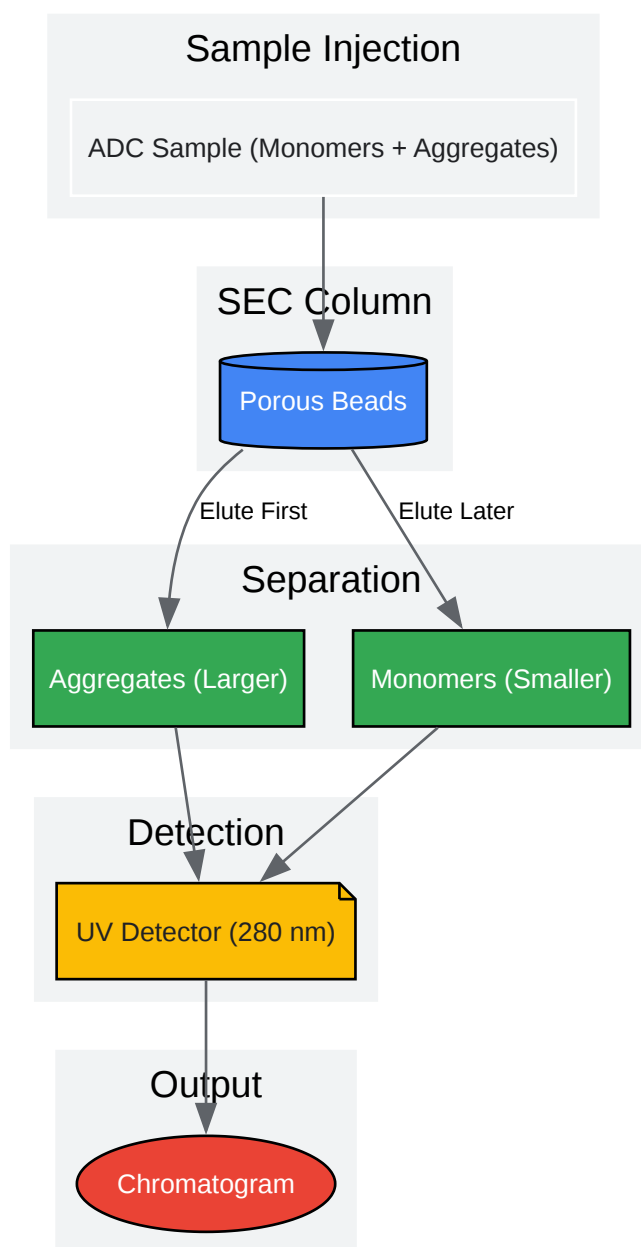 Sample Injection
ADC Sample (Monomers + Aggregates)
SEC Column
Porous Beads
Elute First
Elute Later
Separation
Aggregates (Larger)
Monomers (Smaller)
Detection
UV Detector (280 nm)
Output
Chromatogram